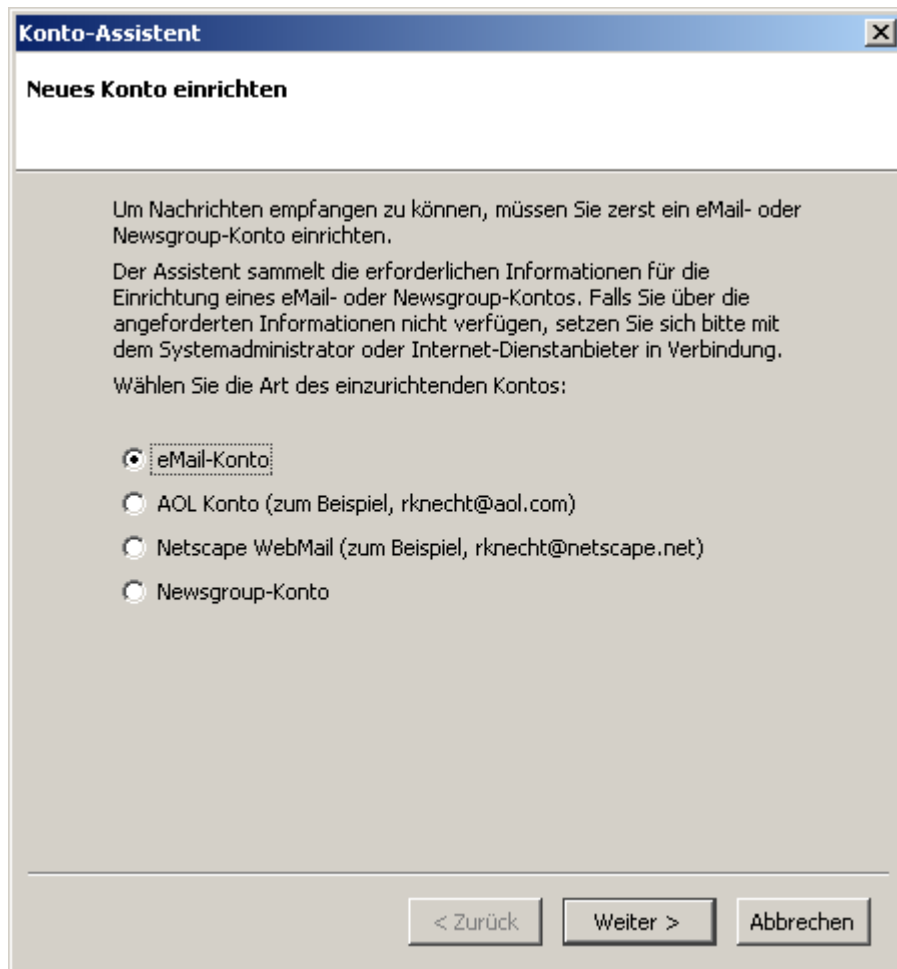 Konto-Assistent
Neues Konto einrichten
Um Nachrichten empfangen zu können, müssen Sie zerst ein eMail- oder
Newsgroup-Konto einrichten.
Der Assistent sammelt die erforderlichen Informationen für die
Einrichtung eines eMail- oder Newsgroup-Kontos. Falls Sie über die
angeforderten Informationen nicht verfügen, setzen Sie sich bitte mit
dem Systemadministrator oder Internet-Dienstanbieter in Verbindung.
Wählen Sie die Art des einzurichtenden Kontos:
eMail-Konto
AOL Konto (zum Beispiel, rknecht@aol.com)
Netscape WebMail (zum Beispiel, rknecht@netscape.net)
Newsgroup-Konto
< Zurück Weiter > Abbrechen